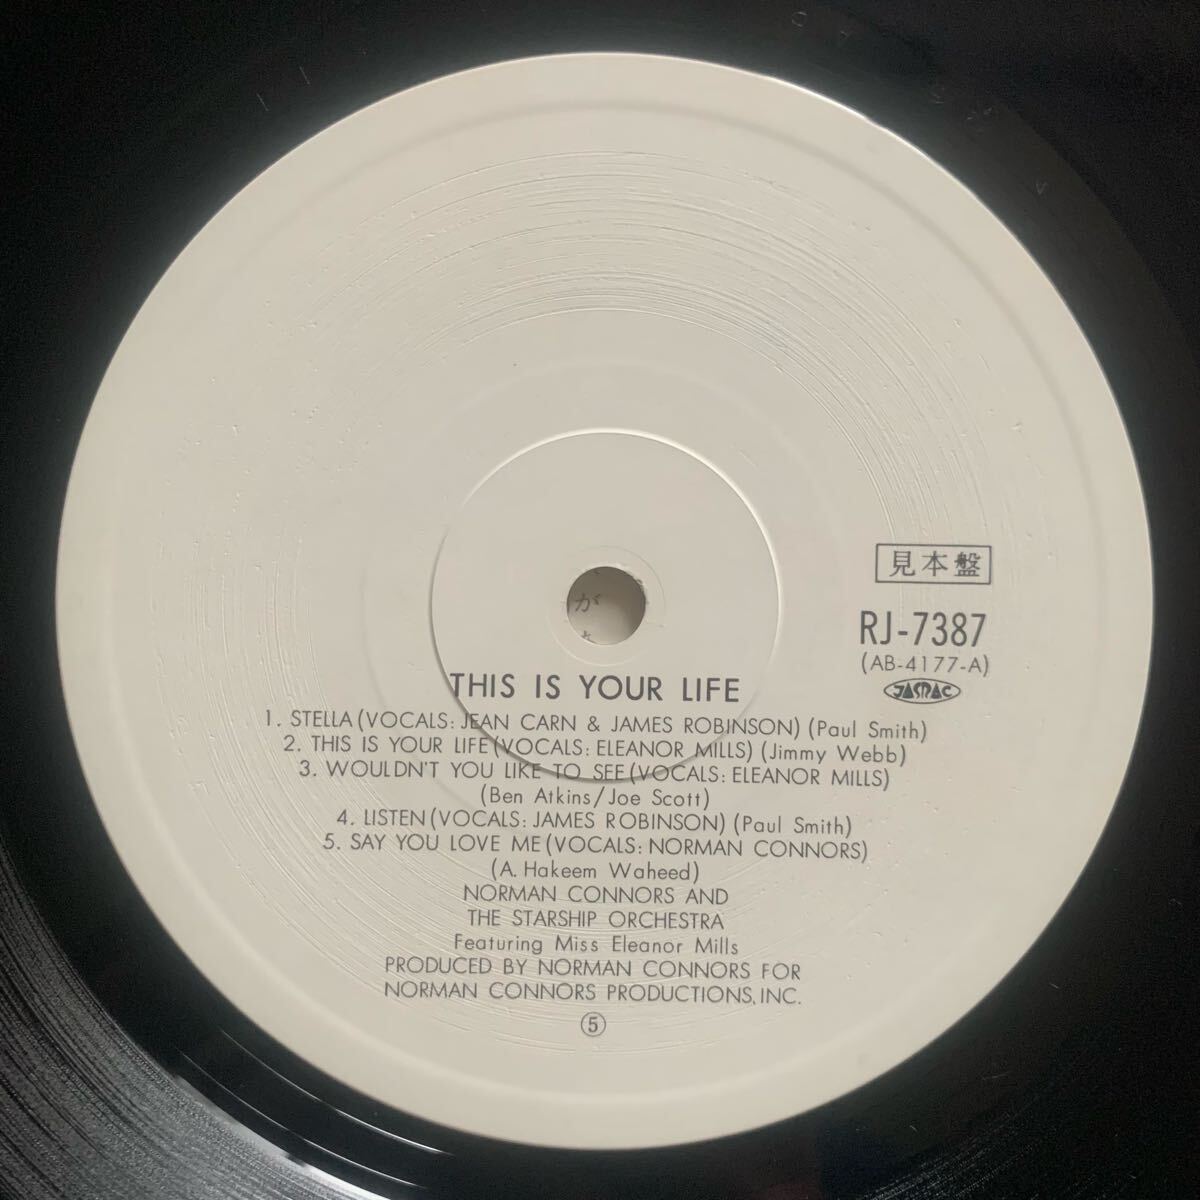 見本盤
RJ-7387
(AB-4177-A)
JASRAC
が
THIS IS YOUR LIFE
1. STELLA (VOCALS: JEAN CARN & JAMES ROBINSON) (Paul Smith)
2. THIS IS YOUR LIFE (VOCALS: ELEANOR MILLS) (Jimmy Webb)
3. WOULDN'T YOU LIKE TO SEE (VOCALS: ELEANOR MILLS)
(Ben Atkins/Joe Scott)
4. LISTEN (VOCALS: JAMES ROBINSON) (Paul Smith)
5. SAY YOU LOVE ME (VOCALS: NORMAN CONNORS)
(A. Hakeem Waheed)
NORMAN CONNORS AND
THE STARSHIP ORCHESTRA
Featuring Miss Eleanor Mills
PRODUCED BY NORMAN CONNORS FOR
NORMAN CONNORS PRODUCTIONS, INC.
⑤